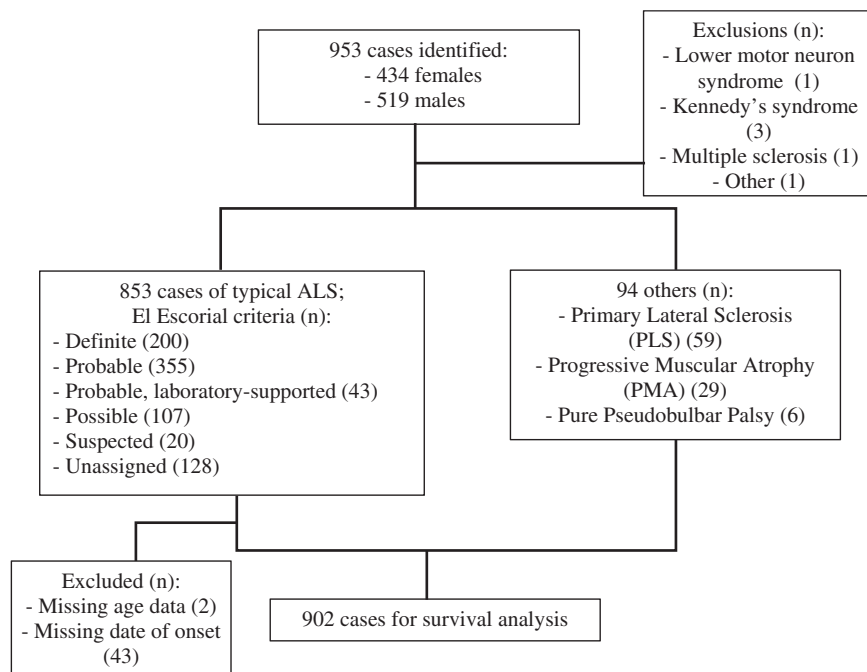 953 cases identified:
- 434 females
- 519 males
Exclusions (n):
- Lower motor neuron
syndrome (1)
- Kennedy’s syndrome
(3)
- Multiple sclerosis (1)
- Other (1)
853 cases of typical ALS;
El Escorial criteria (n):
- Definite (200)
- Probable (355)
- Probable, laboratory-supported (43)
- Possible (107)
- Suspected (20)
- Unassigned (128)
94 others (n):
- Primary Lateral Sclerosis
(PLS) (59)
- Progressive Muscular Atrophy
(PMA) (29)
- Pure Pseudobulbar Palsy (6)
Excluded (n):
- Missing age data (2)
- Missing date of onset
(43)
902 cases for survival analysis